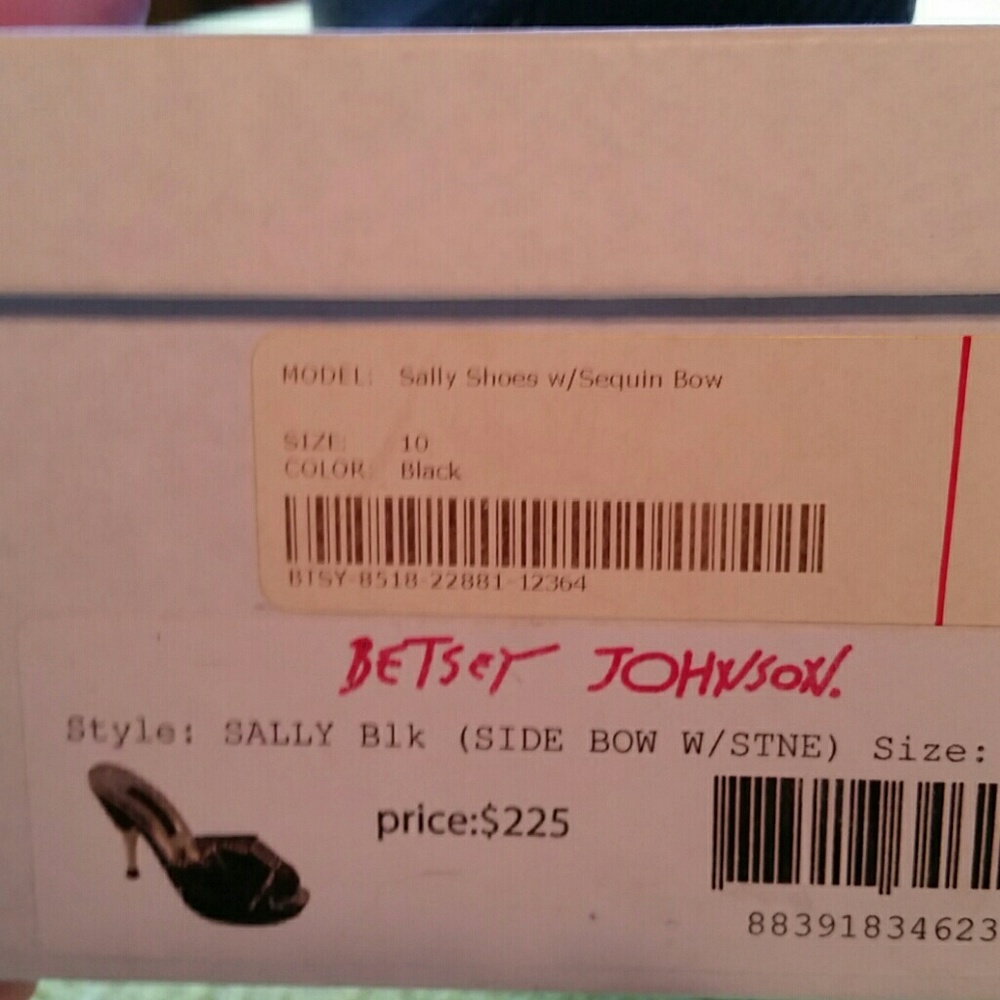 MODEL: Sally Shoes w/Sequin Bow
SIZE: 10
COLOR: Black
BTSY-8518-22881-12364
BETSEY JOHNSON.
Style: SALLY Blk (SIDE BOW W/STNE) Size:
price:$225
88391834623